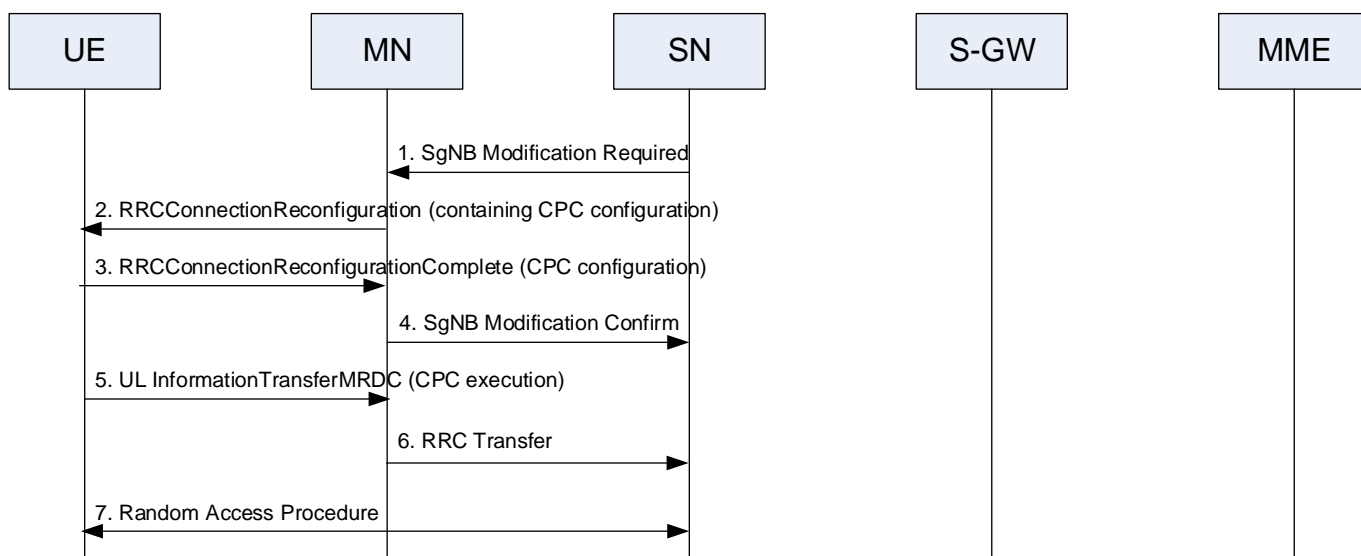 UE
MN
SN
S-GW
MME
1. SgNB Modification Required
2. RRCConnectionReconfiguration (containing CPC configuration)
3. RRCConnectionReconfigurationComplete (CPC configuration)
4. SgNB Modification Confirm
5. UL InformationTransferMRDC (CPC execution)
6. RRC Transfer
7. Random Access Procedure